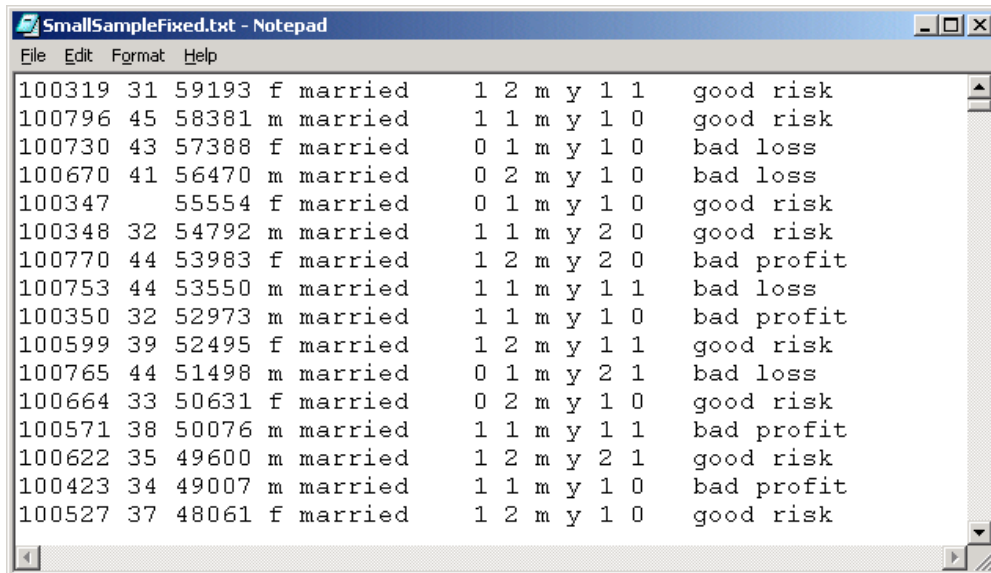 SmallSampleFixed.txt - Notepad
File Edit Format Help
100319 31 59193 f married    1 2 m y 1 1   good risk
100796 45 58381 m married    1 1 m y 1 0   good risk
100730 43 57388 f married    0 1 m y 1 0   bad loss
100670 41 56470 m married    0 2 m y 1 0   bad loss
100347    55554 f married    0 1 m y 1 0   good risk
100348 32 54792 m married    1 1 m y 2 0   good risk
100770 44 53983 f married    1 2 m y 2 0   bad profit
100753 44 53550 m married    1 1 m y 1 1   bad loss
100350 32 52973 m married    1 1 m y 1 0   bad profit
100599 39 52495 f married    1 2 m y 1 1   good risk
100765 44 51498 m married    0 1 m y 2 1   bad loss
100664 33 50631 f married    0 2 m y 1 0   good risk
100571 38 50076 m married    1 1 m y 1 1   bad profit
100622 35 49600 m married    1 2 m y 2 1   good risk
100423 34 49007 m married    1 1 m y 1 0   bad profit
100527 37 48061 f married    1 2 m y 1 0   good risk